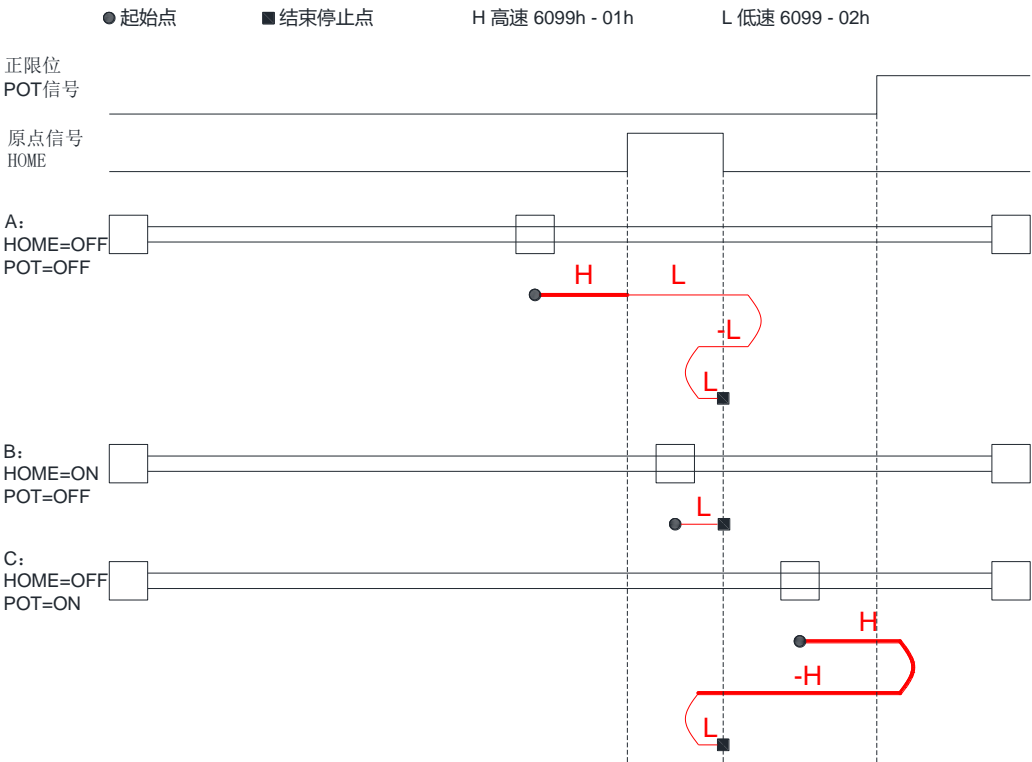 起始点 结束停止点 H 高速 6099h - 01h L 低速 6099 - 02h
正限位
POT信号
原点信号
HOME
A:
HOME=OFF
POT=OFF
H L
-L
L
B:
HOME=ON
POT=OFF
L
C:
HOME=OFF
POT=ON
H
-H
L